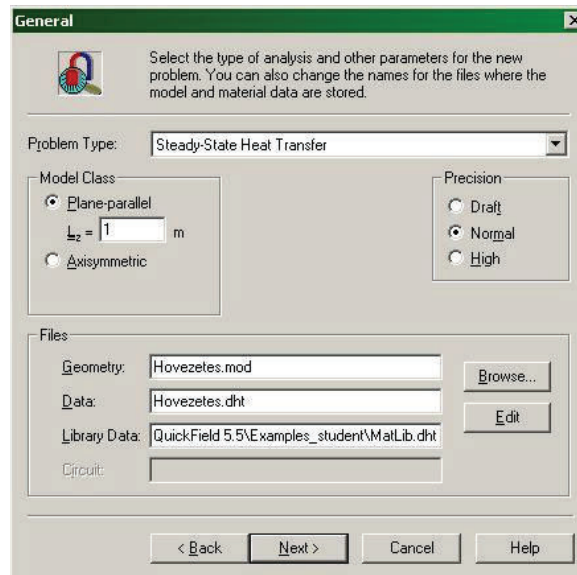 General
Select the type of analysis and other parameters for the new
problem. You can also change the names for the files where the
model and material data are stored.
Problem Type: Steady-State Heat Transfer
Model Class
Plane-parallel
Lz = 1 m
Axisymmetric
Precision
Draft
Normal
High
Files
Geometry: Hovezetes.mod
Data: Hovezetes.dht
Library Data: QuickField 5.5\Examples_student\MatLib.dht
Circuit:
Browse...
Edit
< Back Next > Cancel Help